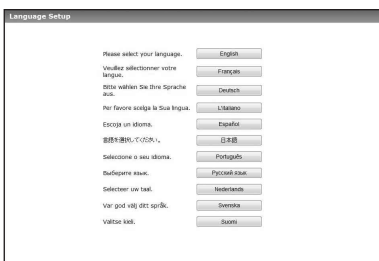 Language Setup
Please select your language. English
Veuillez sélectionner votre
langue. Français
Bitte wählen Sie Ihre Sprache
aus. Deutsch
Per favore scelga la Sua lingua. L'italiano
Escoja un idioma. Español
言語を選択してください。 日本語
Seleccione o seu idioma. Português
Выберите язык. Русский язык
Selecteer uw taal. Nederlands
Var god välj ditt språk. Svenska
Valitse kieli. Suomi